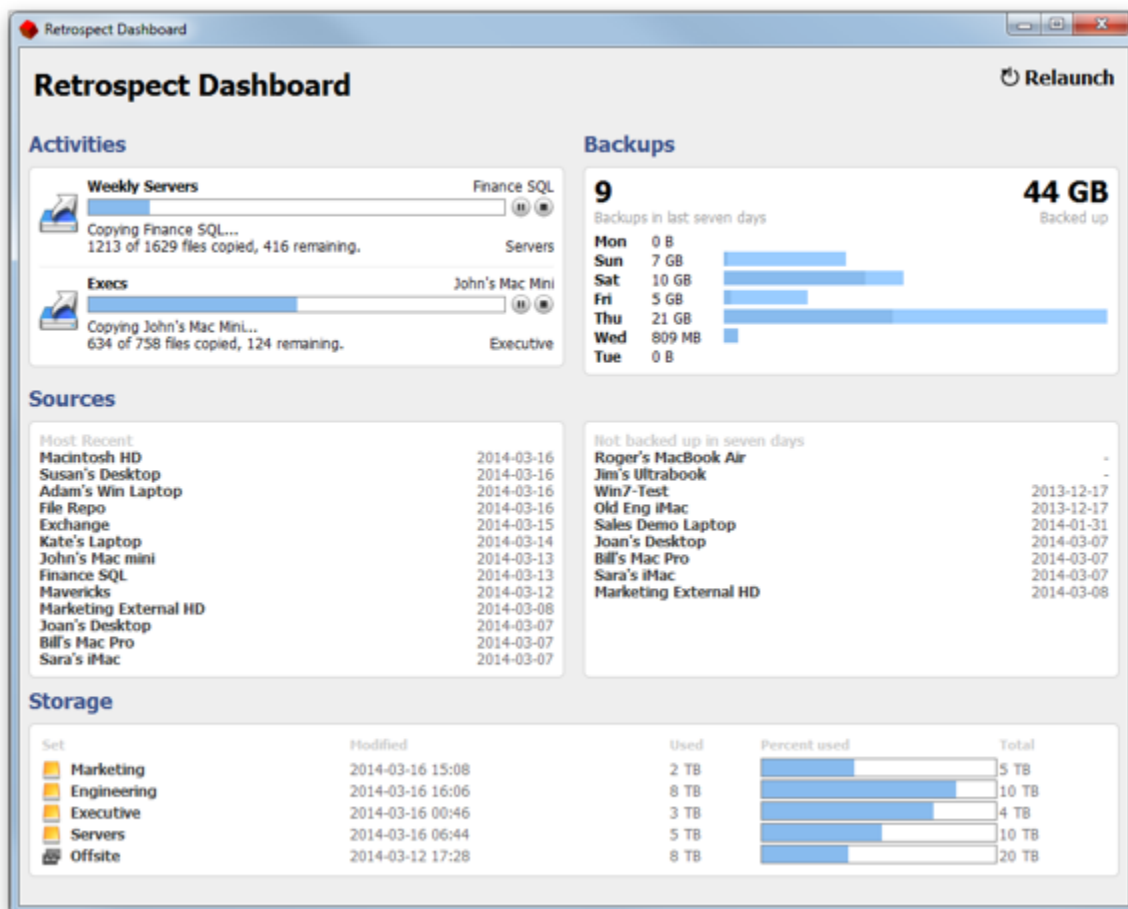 Retrospect Dashboard
Retrospect Dashboard
Relaunch
Activities
Weekly Servers Finance SQL
Copying Finance SQL...
1213 of 1629 files copied, 416 remaining. Servers
Execs John's Mac Mini
Copying John's Mac Mini...
634 of 758 files copied, 124 remaining. Executive
Backups
9 44 GB
Backups in last seven days Backed up
Mon 0 B
Sun 7 GB
Sat 10 GB
Fri 5 GB
Thu 21 GB
Wed 809 MB
Tue 0 B
Sources
Most Recent
Macintosh HD 2014-03-16
Susan's Desktop 2014-03-16
Adam's Win Laptop 2014-03-16
File Repo 2014-03-16
Exchange 2014-03-15
Kate's Laptop 2014-03-14
John's Mac mini 2014-03-13
Finance SQL 2014-03-13
Mavericks 2014-03-12
Marketing External HD 2014-03-08
Joan's Desktop 2014-03-07
Bill's Mac Pro 2014-03-07
Sara's iMac 2014-03-07
Not backed up in seven days
Roger's MacBook Air -
Jim's Ultrabook -
Win7-Test 2013-12-17
Old Eng iMac 2013-12-17
Sales Demo Laptop 2014-01-31
Joan's Desktop 2014-03-07
Bill's Mac Pro 2014-03-07
Sara's iMac 2014-03-07
Marketing External HD 2014-03-08
Storage
Set Modified Used Percent used Total
Marketing 2014-03-16 15:08 2 TB 5 TB
Engineering 2014-03-16 16:06 8 TB 10 TB
Executive 2014-03-16 00:46 3 TB 4 TB
Servers 2014-03-16 06:44 5 TB 10 TB
Offsite 2014-03-12 17:28 8 TB 20 TB